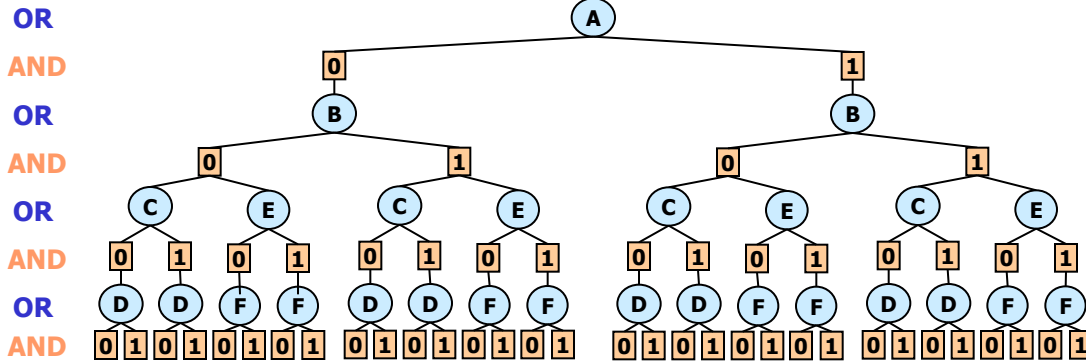 OR A
AND 0 1
OR B B
AND 0 1 0 1
OR C E C E C E C E
AND 0 1 0 1 0 1 0 1 0 1 0 1 0 1 0 1
OR D D F F D D F F D D F F D D F F
AND 0 1 0 1 0 1 0 1 0 1 0 1 0 1 0 1 0 1 0 1 0 1 0 1 0 1 0 1 0 1 0 1